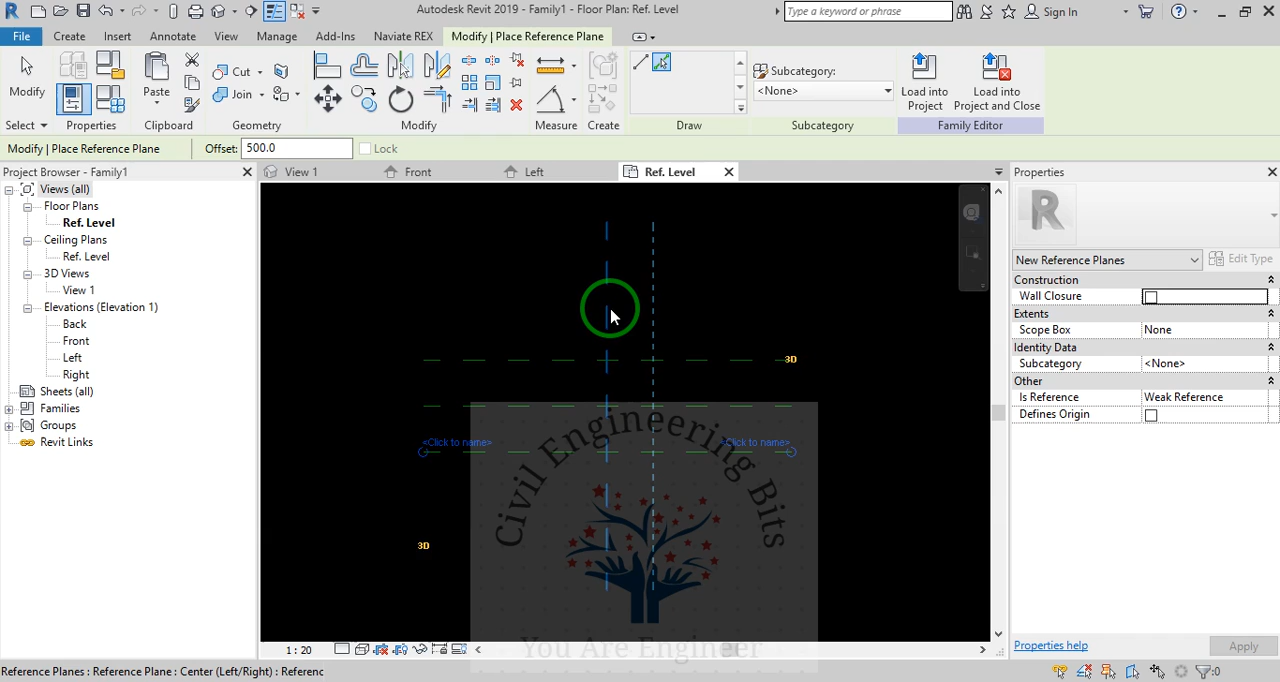 Autodesk Revit 2019 - Family1 - Floor Plan: Ref. Level
Type a keyword or phrase
Sign In
File Create Insert Annotate View Manage Add-Ins Naviate REX Modify | Place Reference Plane
Modify
Paste
Cut
Join
Subcategory:
<None>
Load into
Project
Load into
Project and Close
Select Properties Clipboard Geometry Modify Measure Create Draw Subcategory Family Editor
Modify | Place Reference Plane Offset: 500.0 Lock
Project Browser - Family1
View 1 Front Left Ref. Level
Properties
Views (all)
Floor Plans
Ref. Level
Ceiling Plans
Ref. Level
3D Views
View 1
Elevations (Elevation 1)
Back
Front
Left
Right
Sheets (all)
Families
Groups
Revit Links
3D
<Click to name> <Click to name>
3D
Civil Engineering Bits
You Are Engineer
R
New Reference Planes Edit Type
Construction
Wall Closure
Extents
Scope Box None
Identity Data
Subcategory <None>
Other
Is Reference Weak Reference
Defines Origin
Properties help Apply
1 : 20
Reference Planes : Reference Plane : Center (Left/Right) : Referenc
:0